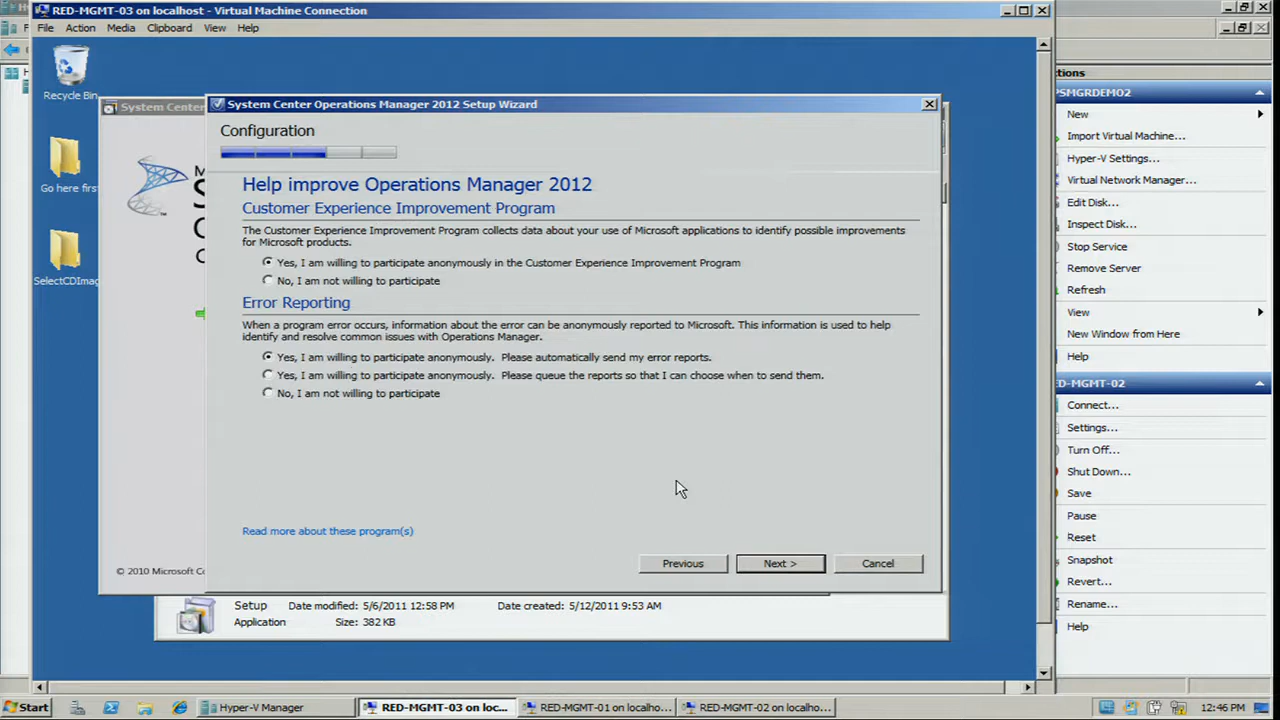 RED-MGMT-03 on localhost - Virtual Machine Connection
File Action Media Clipboard View Help
Recycle Bin
Go here first
SelectCDImag
System Center
System Center Operations Manager 2012 Setup Wizard
Configuration
Help improve Operations Manager 2012
Customer Experience Improvement Program
The Customer Experience Improvement Program collects data about your use of Microsoft applications to identify possible improvements
for Microsoft products.
Yes, I am willing to participate anonymously in the Customer Experience Improvement Program
No, I am not willing to participate
Error Reporting
When a program error occurs, information about the error can be anonymously reported to Microsoft. This information is used to help
identify and resolve common issues with Operations Manager.
Yes, I am willing to participate anonymously. Please automatically send my error reports.
Yes, I am willing to participate anonymously. Please queue the reports so that I can choose when to send them.
No, I am not willing to participate
Read more about these program(s)
Previous Next > Cancel
© 2010 Microsoft Co
Setup Date modified: 5/6/2011 12:58 PM Date created: 5/12/2011 9:53 AM
Application Size: 382 KB
ctions
PSMGRDEMO2
New
Import Virtual Machine...
Hyper-V Settings...
Virtual Network Manager...
Edit Disk...
Inspect Disk...
Stop Service
Remove Server
Refresh
View
New Window from Here
Help
ED-MGMT-02
Connect...
Settings...
Turn Off...
Shut Down...
Save
Pause
Reset
Snapshot
Revert...
Rename...
Help
Start Hyper-V Manager RED-MGMT-03 on loc... RED-MGMT-01 on localho... RED-MGMT-02 on localho... 12:46 PM